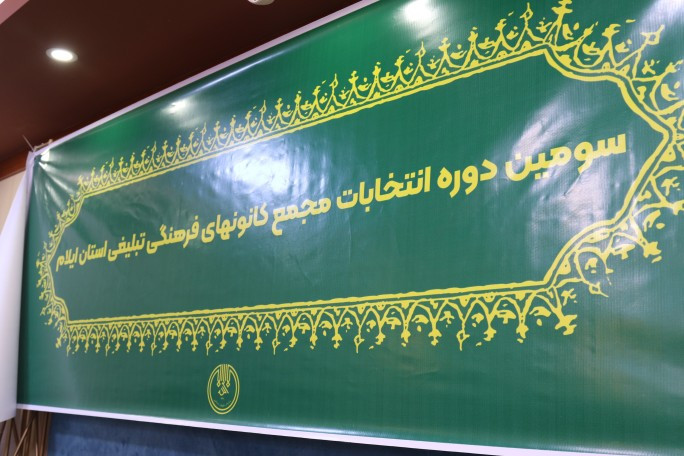 سومین دوره انتخابات مجمع کانونهای فرهنگی تبلیغی استان ایلام